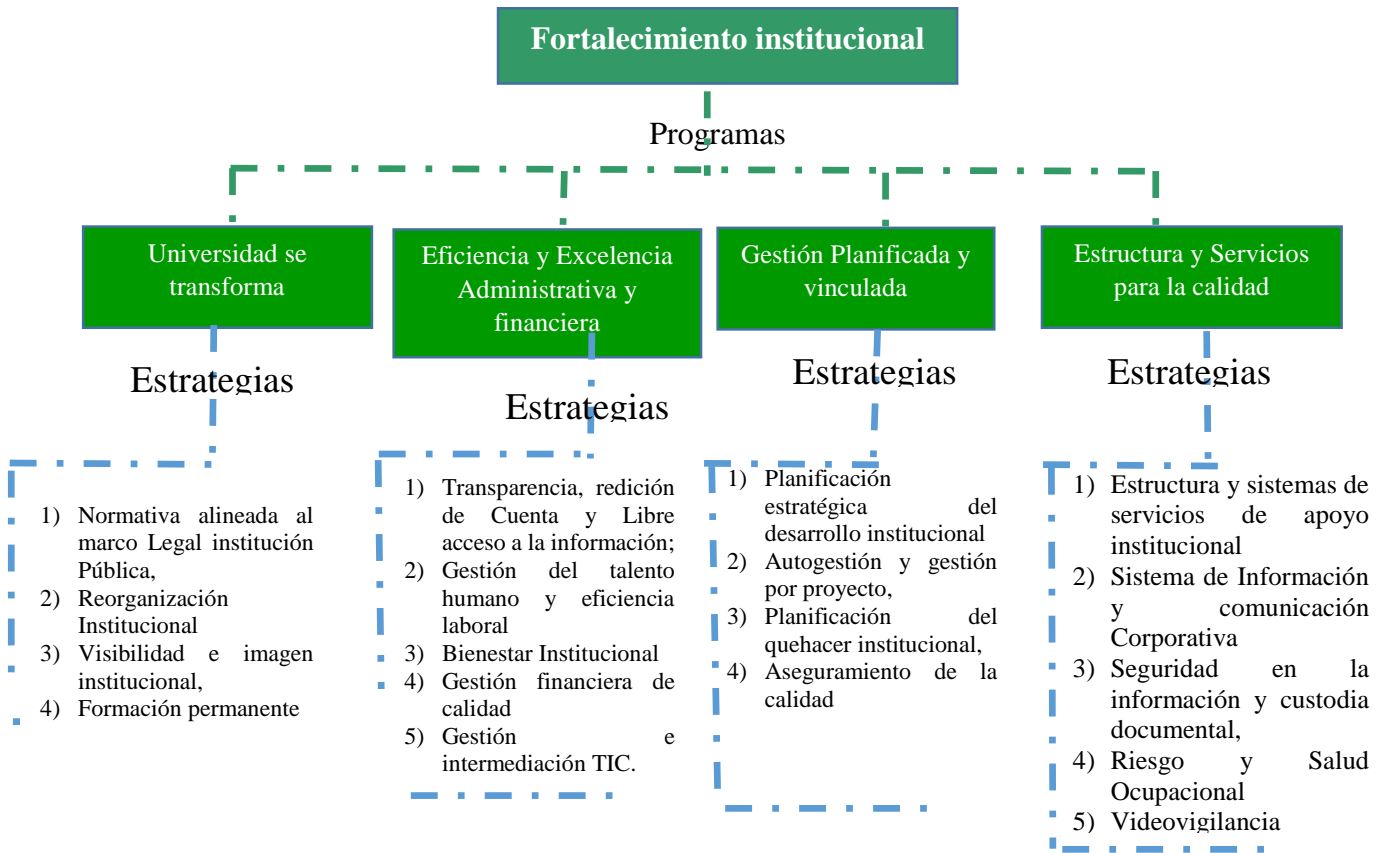 Fortalecimiento institucional
Programas
Universidad se
transforma
Estrategias
1) Normativa alineada al
marco Legal institución
Pública,
2) Reorganización
Institucional
3) Visibilidad e imagen
institucional,
4) Formación permanente
Eficiencia y Excelencia
Administrativa y
financiera
Estrategias
1) Transparencia, redición
de Cuenta y Libre
acceso a la información;
2) Gestión del talento
humano y eficiencia
laboral
3) Bienestar Institucional
4) Gestión financiera de
calidad
5) Gestión e
intermediación TIC.
Gestión Planificada y
vinculada
Estrategias
1) Planificación
estratégica del
desarrollo institucional
2) Autogestión y gestión
por proyecto,
3) Planificación del
quehacer institucional,
4) Aseguramiento de la
calidad
Estructura y Servicios
para la calidad
Estrategias
1) Estructura y sistemas de
servicios de apoyo
institucional
2) Sistema de Información
y comunicación
Corporativa
3) Seguridad en la
información y custodia
documental,
4) Riesgo y Salud
Ocupacional
5) Videovigilancia